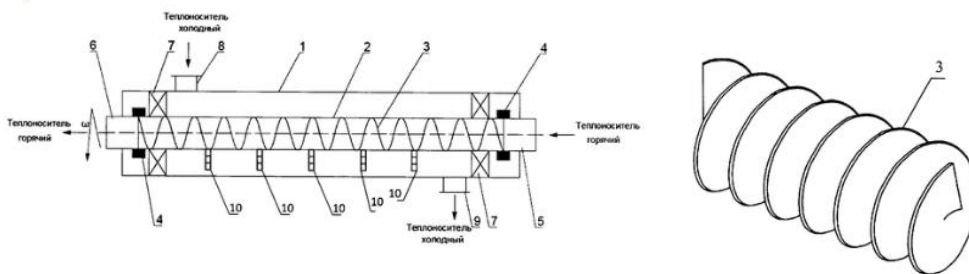 Теплоноситель
холодный
6
7
8
1
2
3
4
3
Теплоноситель
горячий
ω
Теплоноситель
горячий
4
10
10
10
10
10
9
7
5
Теплоноситель
холодный